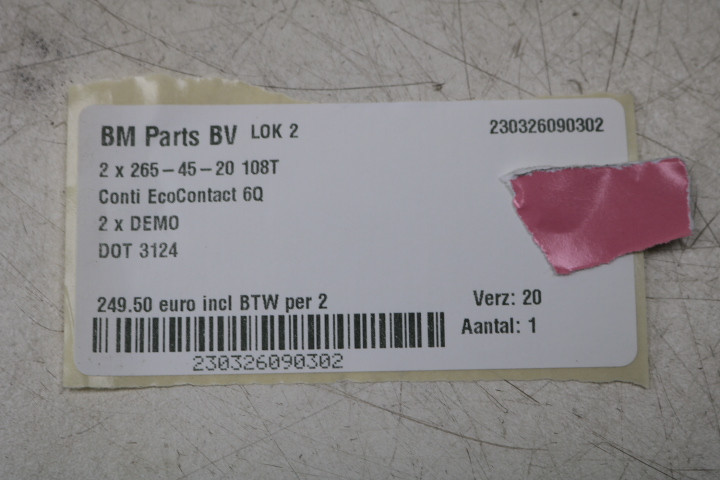 BM Parts BV LOK 2 230326090302
2 x 265-45-20 108T
Conti EcoContact 6Q
2 x DEMO
DOT 3124
249.50 euro incl BTW per 2 Verz: 20
Aantal: 1
230326090302